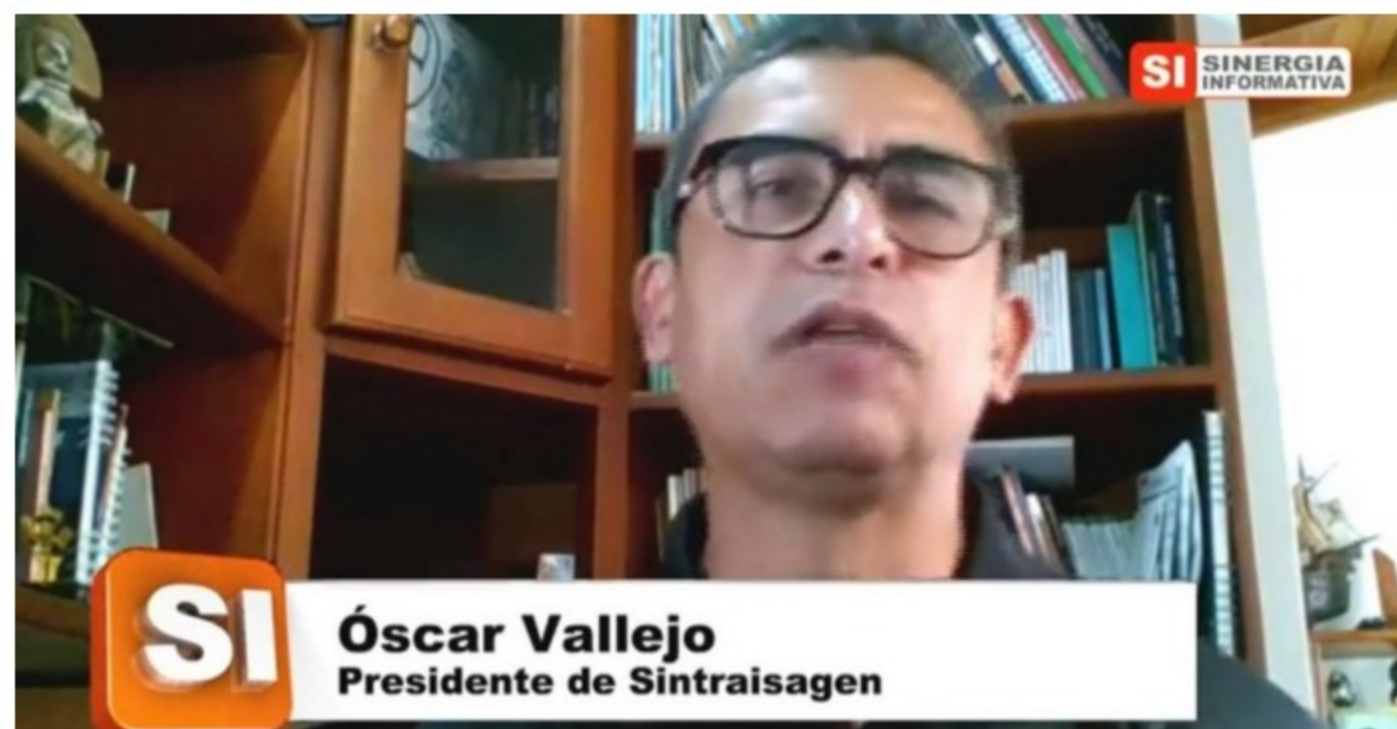 SI SINERGIA
INFORMATIVA
SI
Óscar Vallejo
Presidente de Sintraisagen